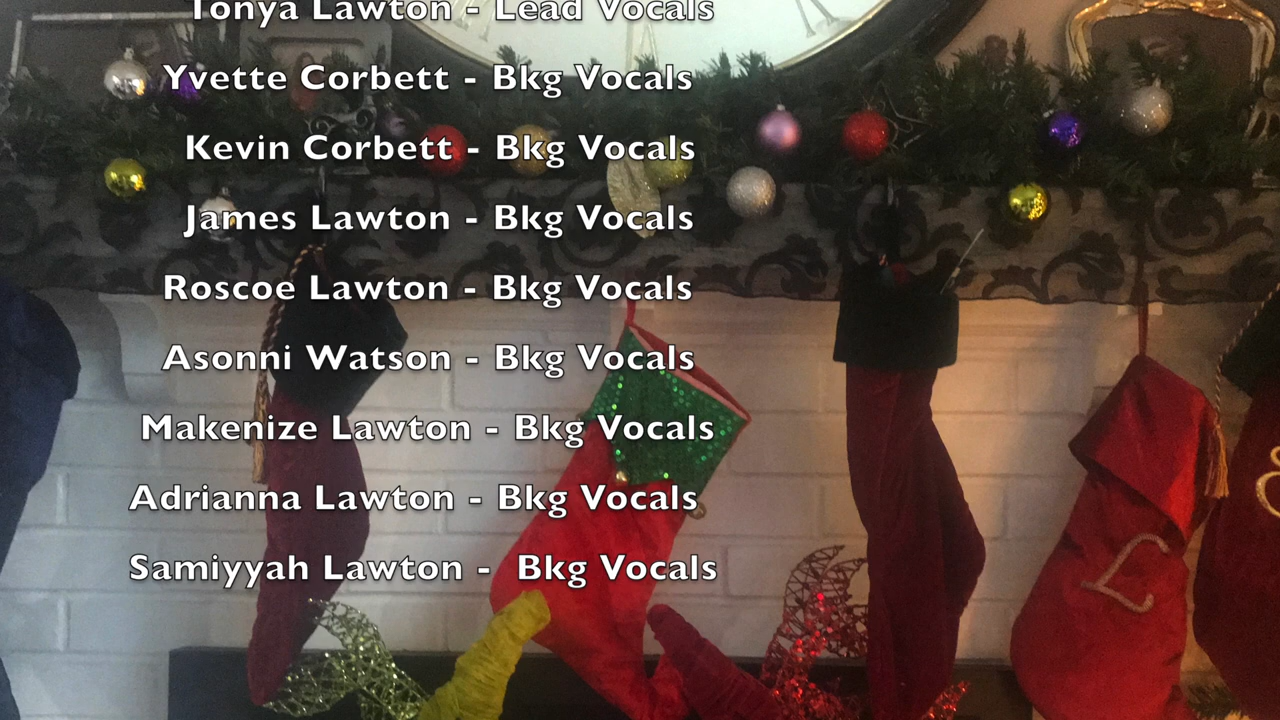 Tonya Lawton - Lead Vocals
Yvette Corbett - Bkg Vocals
Kevin Corbett - Bkg Vocals
James Lawton - Bkg Vocals
Roscoe Lawton - Bkg Vocals
Asonni Watson - Bkg Vocals
Makenize Lawton - Bkg Vocals
Adrianna Lawton - Bkg Vocals
Samiyyah Lawton -  Bkg Vocals
L